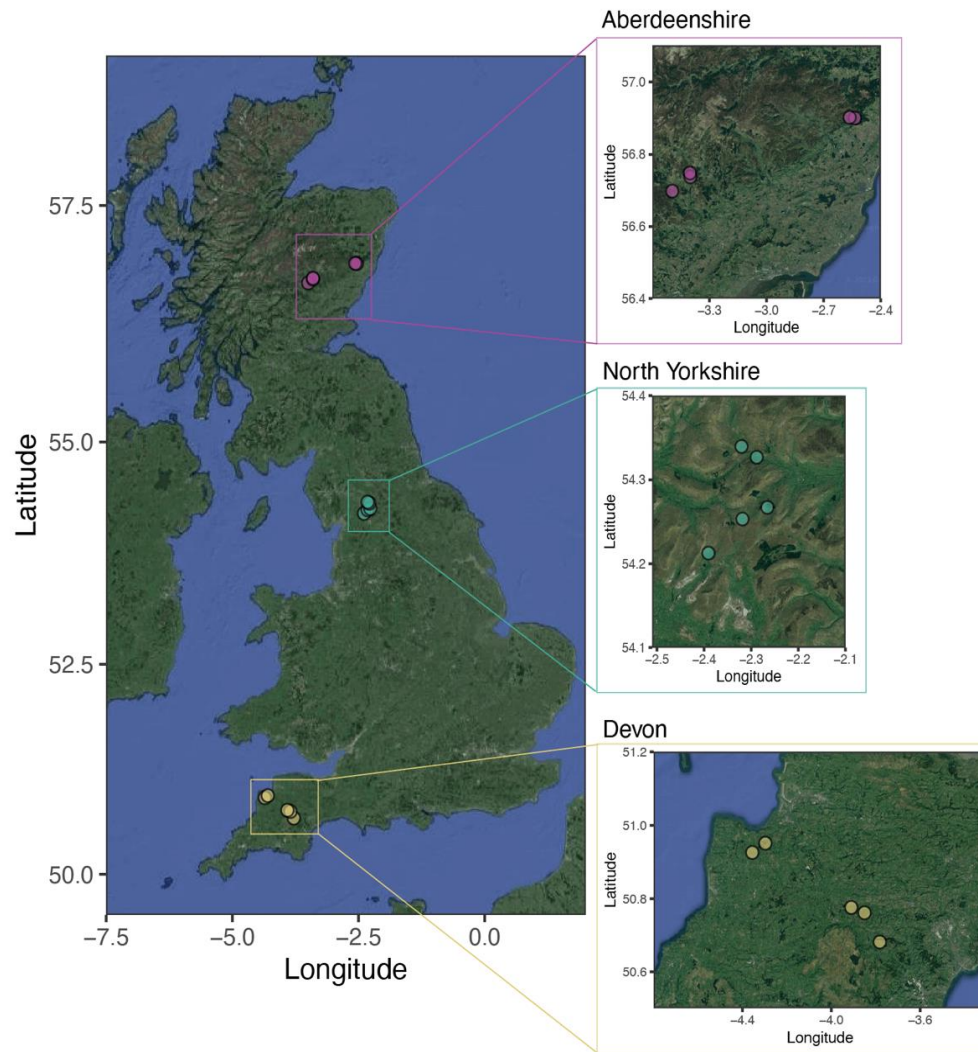 Aberdeenshire
57.0
56.8
56.6
56.4
Latitude
−3.3
−3.0
−2.7
−2.4
Longitude
North Yorkshire
54.4
54.3
54.2
54.1
Latitude
−2.5
−2.4
−2.3
−2.2
−2.1
Longitude
Devon
51.2
51.0
50.8
50.6
Latitude
−4.4
−4.0
−3.6
Longitude
57.5
55.0
52.5
50.0
Latitude
−7.5
−5.0
−2.5
0.0
Longitude